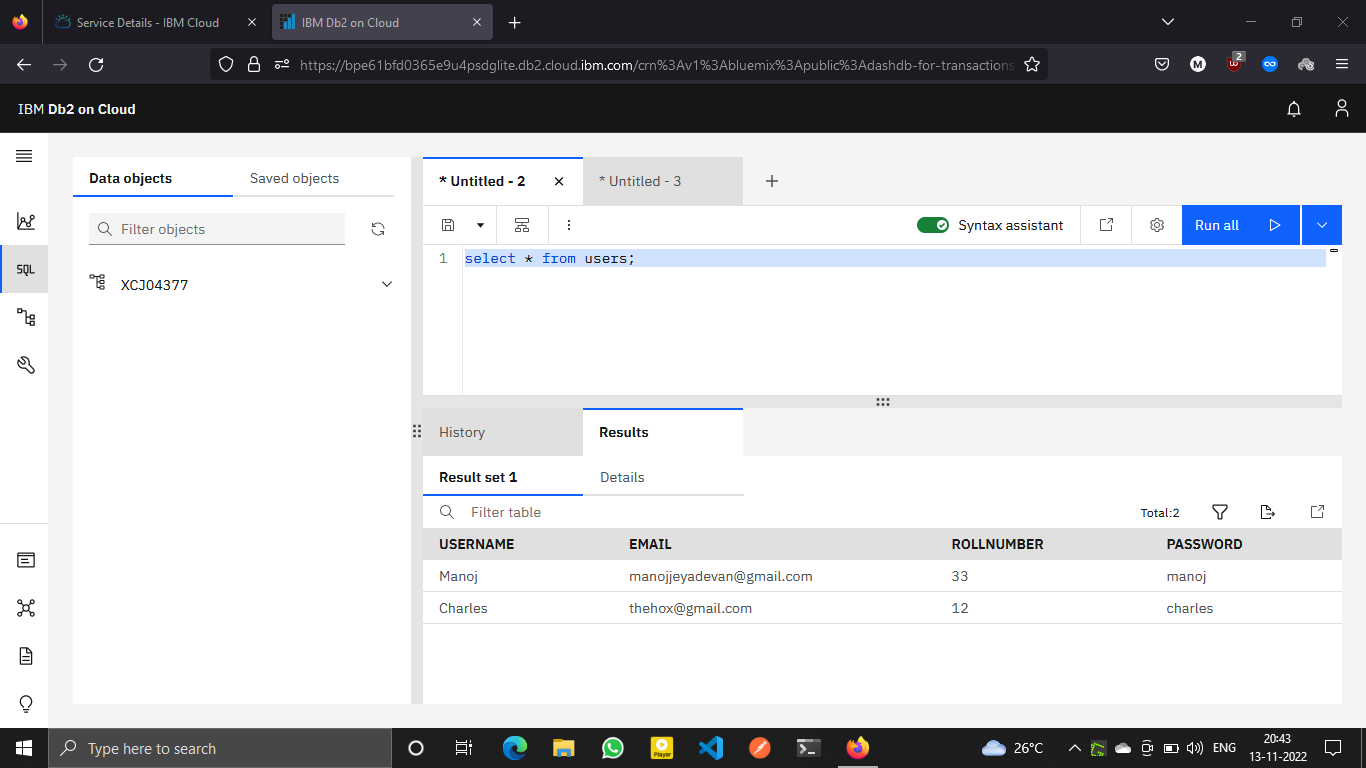 Service Details - IBM Cloud
IBM Db2 on Cloud
https://bpe61bfd0365e9u4psdglite.db2.cloud.ibm.com/crn%3Av1%3Abluemix%3Apublic%3Adashdb-for-transactions
M
2
IBM Db2 on Cloud
Data objects
Saved objects
* Untitled - 2
* Untitled - 3
Filter objects
Syntax assistant
Run all
SQL
XCJ04377
1 select * from users;
History
Results
Result set 1
Details
Filter table
Total:2
USERNAME EMAIL ROLLNUMBER PASSWORD
Manoj manojjeyadevan@gmail.com 33 manoj
Charles thehox@gmail.com 12 charles
Type here to search
Player
26°C
ENG
20:43
13-11-2022